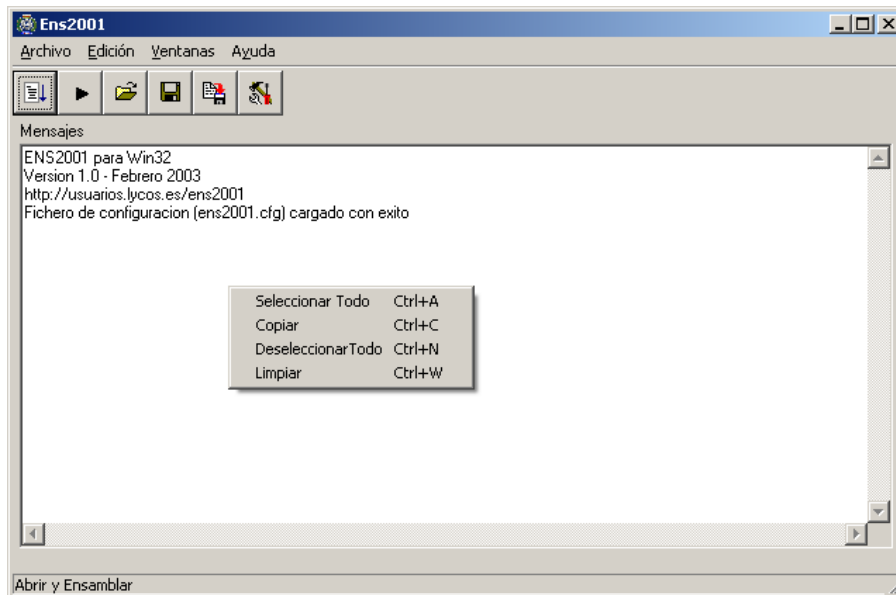 Ens2001
Archivo Edición Ventanas Ayuda
Mensajes
ENS2001 para Win32
Version 1.0 - Febrero 2003
http://usuarios.lycos.es/ens2001
Fichero de configuracion (ens2001.cfg) cargado con exito
Seleccionar Todo Ctrl+A
Copiar Ctrl+C
DeseleccionarTodo Ctrl+N
Limpiar Ctrl+W
Abrir y Ensamblar